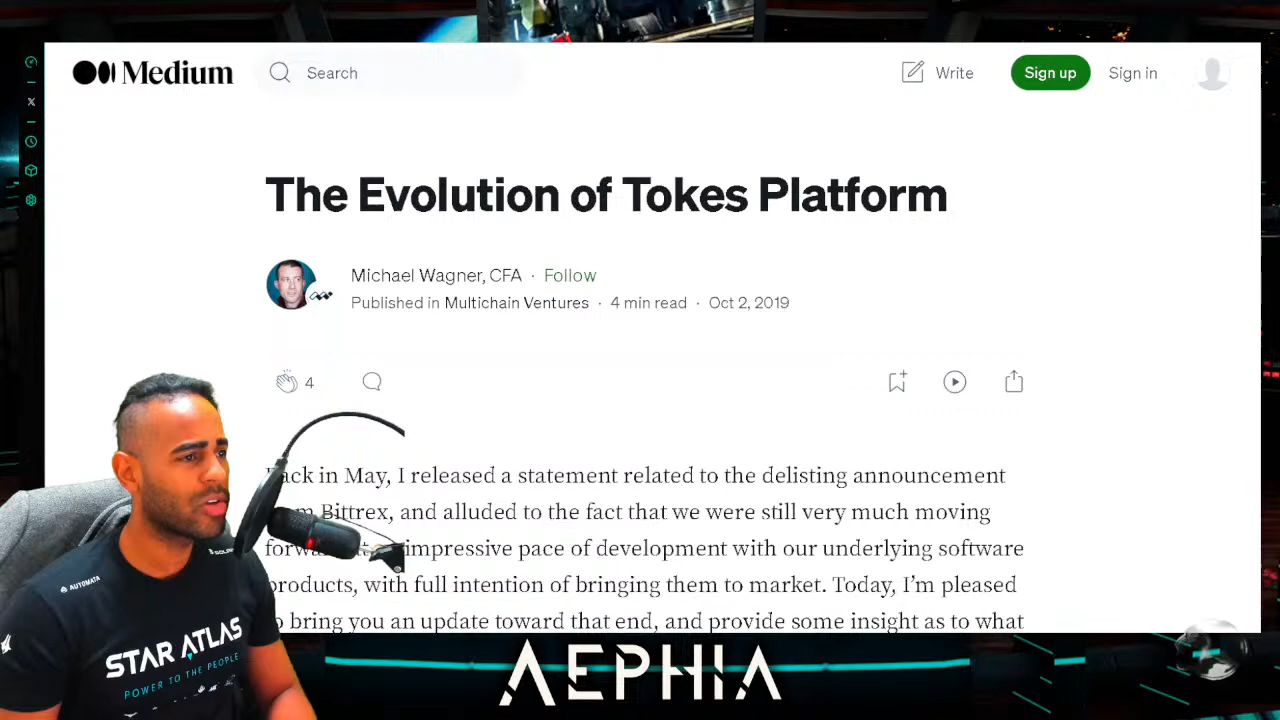 Medium
Search
Write
Sign up
Sign in
The Evolution of Tokes Platform
Michael Wagner, CFA · Follow
Published in Multichain Ventures · 4 min read · Oct 2, 2019
4
in May, I released a statement related to the delisting announcement
Bittrex, and alluded to the fact that we were still very much moving
impressive pace of development with our underlying software
products, with full intention of bringing them to market. Today, I'm pleased
bring you an update toward that end, and provide some insight as to what
AUTOMATA
STAR ATLAS
POWER TO THE PEOPLE
AEPHIA